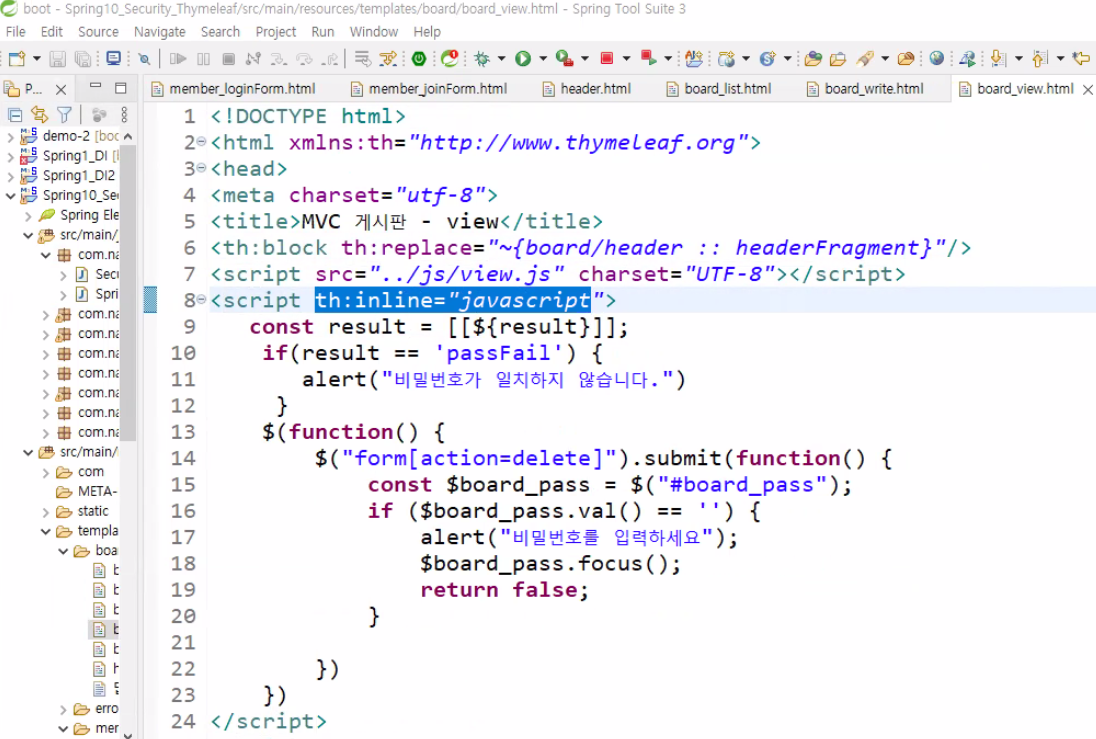 boot - Spring10_Security_Thymeleaf/src/main/resources/templates/board/board_view.html - Spring Tool Suite 3
File Edit Source Navigate Search Project Run Window Help
P... member_loginForm.html member_joinForm.html header.html board_list.html board_write.html board_view.html
demo-2 [boo
Spring1_DI [
Spring1_DI2
Spring10_Se
Spring Ele
src/main/
com.na
Sec
Spri
com.na
com.na
com.na
com.na
com.na
com.na
com.na
src/main/
com
META-
static
templa
boa
b
b
b
b
b
h
erro
mer
1 <!DOCTYPE html>
2 <html xmlns:th="http://www.thymeleaf.org">
3 <head>
4 <meta charset="utf-8">
5 <title>MVC 게시판 - view</title>
6 <th:block th:replace="~{board/header :: headerFragment}"/>
7 <script src="../js/view.js" charset="UTF-8"></script>
8 <script th:inline="javascript">
9 const result = [[${result}]];
10 if(result == 'passFail') {
11 alert("비밀번호가 일치하지 않습니다.")
12 }
13 $(function() {
14 $("form[action=delete]").submit(function() {
15 const $board_pass = $("#board_pass");
16 if ($board_pass.val() == '') {
17 alert("비밀번호를 입력하세요");
18 $board_pass.focus();
19 return false;
20 }
21
22 })
23 })
24 </script>